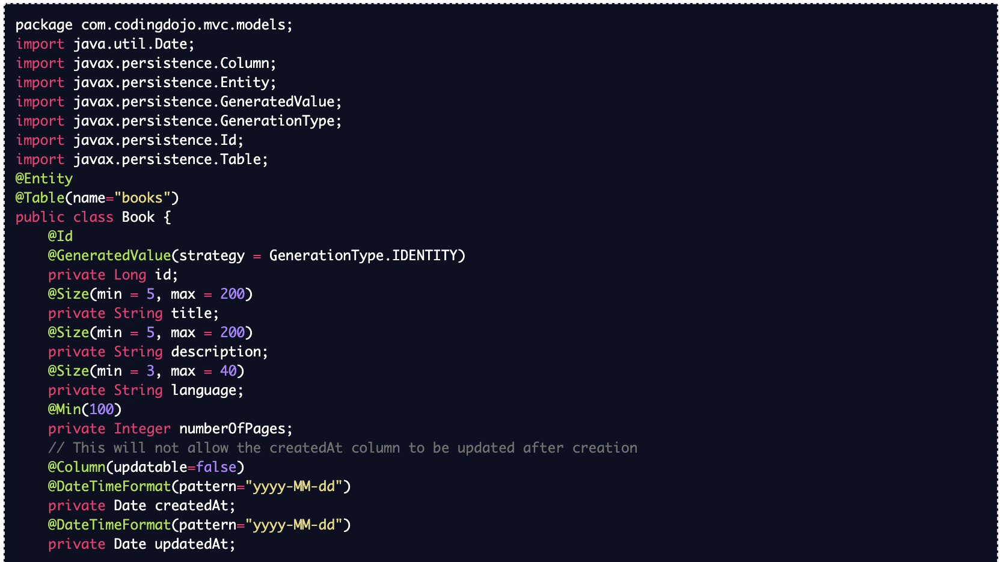 package com.codingdojo.mvc.models;
import java.util.Date;
import javax.persistence.Column;
import javax.persistence.Entity;
import javax.persistence.GeneratedValue;
import javax.persistence.GenerationType;
import javax.persistence.Id;
import javax.persistence.Table;
@Entity
@Table(name="books")
public class Book {
    @Id
    @GeneratedValue(strategy = GenerationType.IDENTITY)
    private Long id;
    @Size(min = 5, max = 200)
    private String title;
    @Size(min = 5, max = 200)
    private String description;
    @Size(min = 3, max = 40)
    private String language;
    @Min(100)
    private Integer numberOfPages;
    // This will not allow the createdAt column to be updated after creation
    @Column(updatable=false)
    @DateTimeFormat(pattern="yyyy-MM-dd")
    private Date createdAt;
    @DateTimeFormat(pattern="yyyy-MM-dd")
    private Date updatedAt;